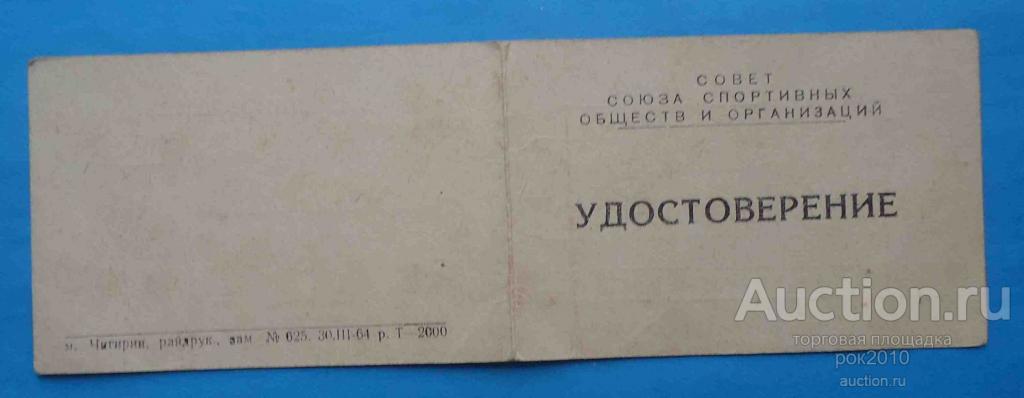 СОВЕТ
СОЮЗА СПОРТИВНЫХ
ОБЩЕСТВ И ОРГАНИЗАЦИЙ
УДОСТОВЕРЕНИЕ
м. Чигирин, райдрук., зам № 625. 30.III-64 р. Т—2000
Auction.ru
торговая площадка
рок2010
auction.ru